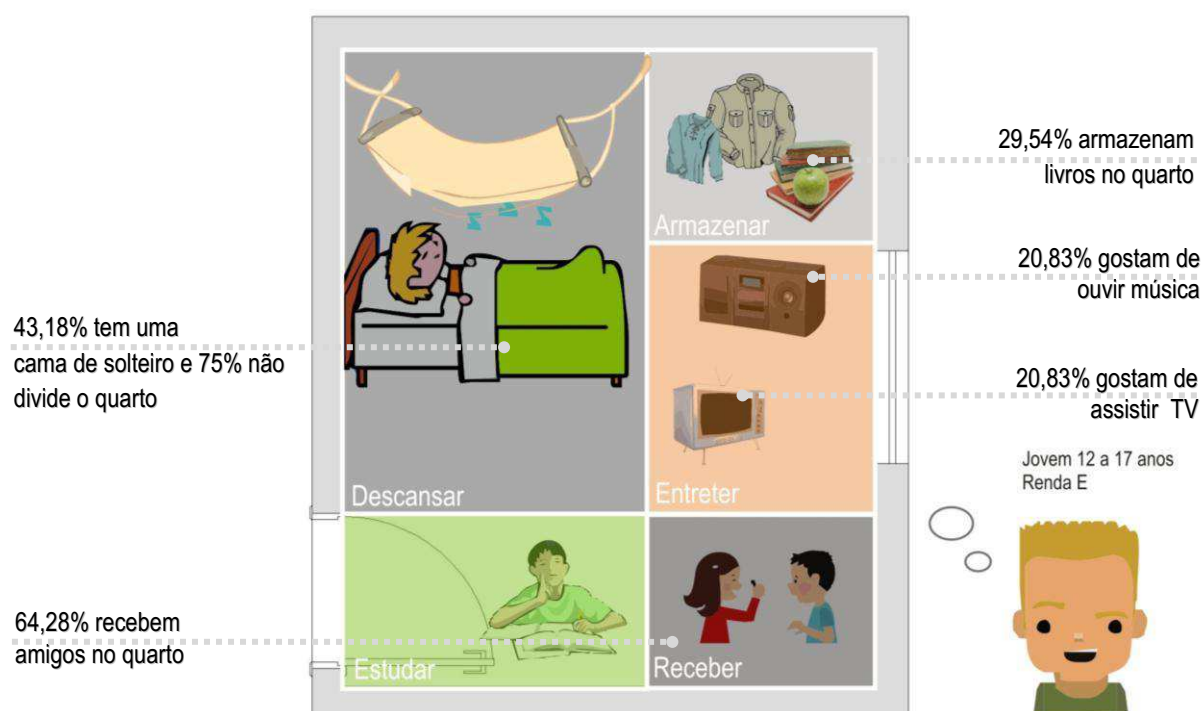 43,18% tem uma
cama de solteiro e 75% não
divide o quarto
64,28% recebem
amigos no quarto
Descansar
Estudar
Armazenar
Entreter
Receber
29,54% armazenam
livros no quarto
20,83% gostam de
ouvir música
20,83% gostam de
assistir TV
Jovem 12 a 17 anos
Renda E